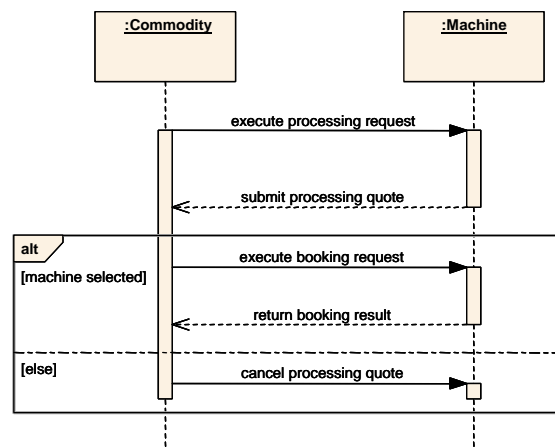 :Commodity
:Machine
execute processing request
submit processing quote
alt
execute booking request
[machine selected]
return booking result
[else]
cancel processing quote